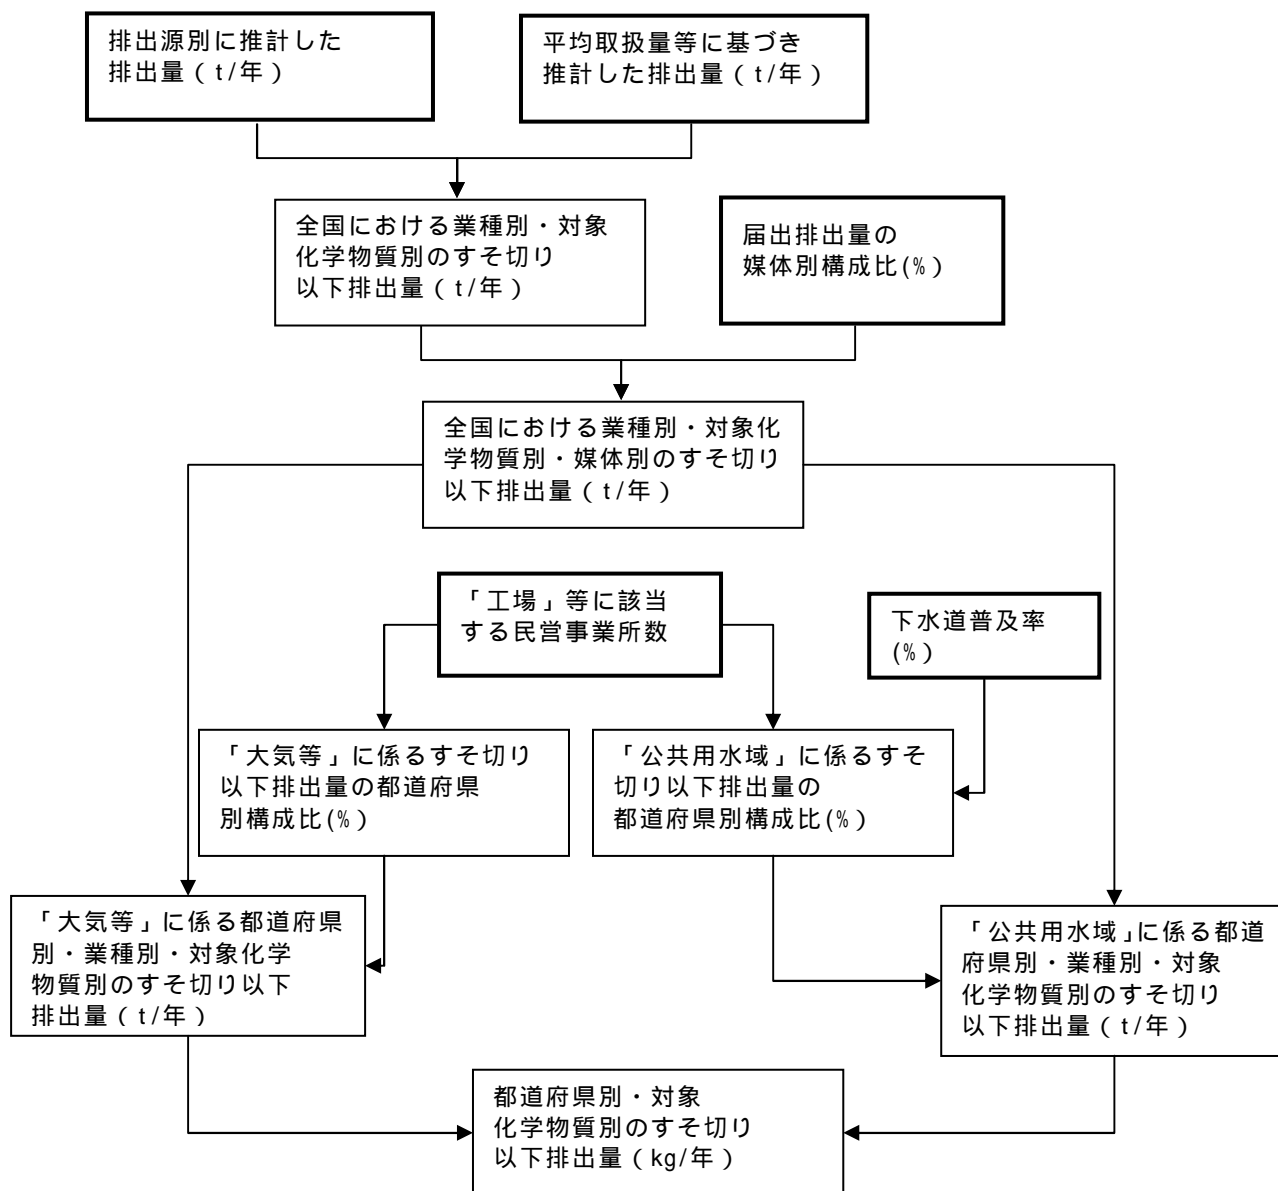 排出源別に推計した
排出量(t/年)
平均取扱量等に基づき
推計した排出量(t/年)
全国における業種別・対象
化学物質別のすそ切り
以下排出量(t/年)
届出排出量の
媒体別構成比(%)
全国における業種別・対象化
学物質別・媒体別のすそ切り
以下排出量(t/年)
「工場」等に該当
する民営事業所数
下水道普及率
(%)
「大気等」に係るすそ切り
以下排出量の都道府県
別構成比(%)
「公共用水域」に係るすそ
切り以下排出量の
都道府県別構成比(%)
「大気等」に係る都道府県
別・業種別・対象化学
物質別のすそ切り以下
排出量(t/年)
「公共用水域」に係る都道
府県別・業種別・対象
化学物質別のすそ切り
以下排出量(t/年)
都道府県別・対象
化学物質別のすそ切り
以下排出量(kg/年)